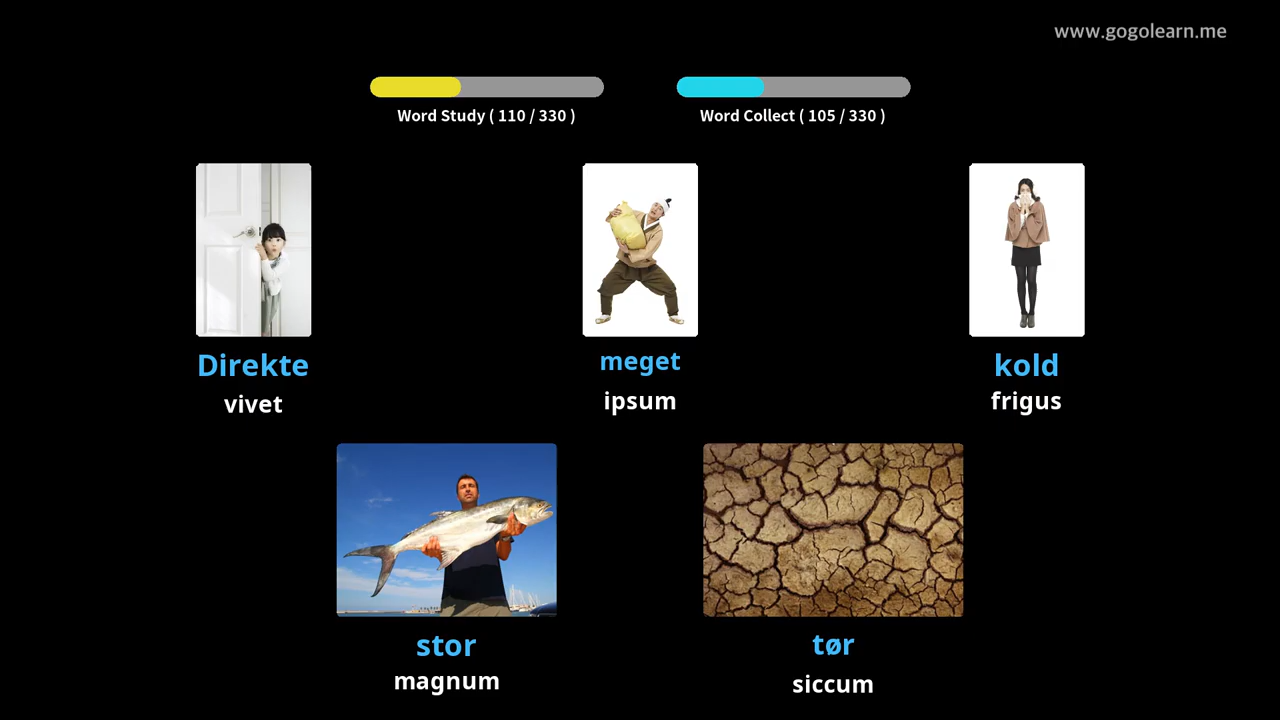 www.gogolearn.me
Word Study ( 110 / 330 )
Word Collect ( 105 / 330 )
Direkte
vivet
meget
ipsum
kold
frigus
stor
magnum
tør
siccum